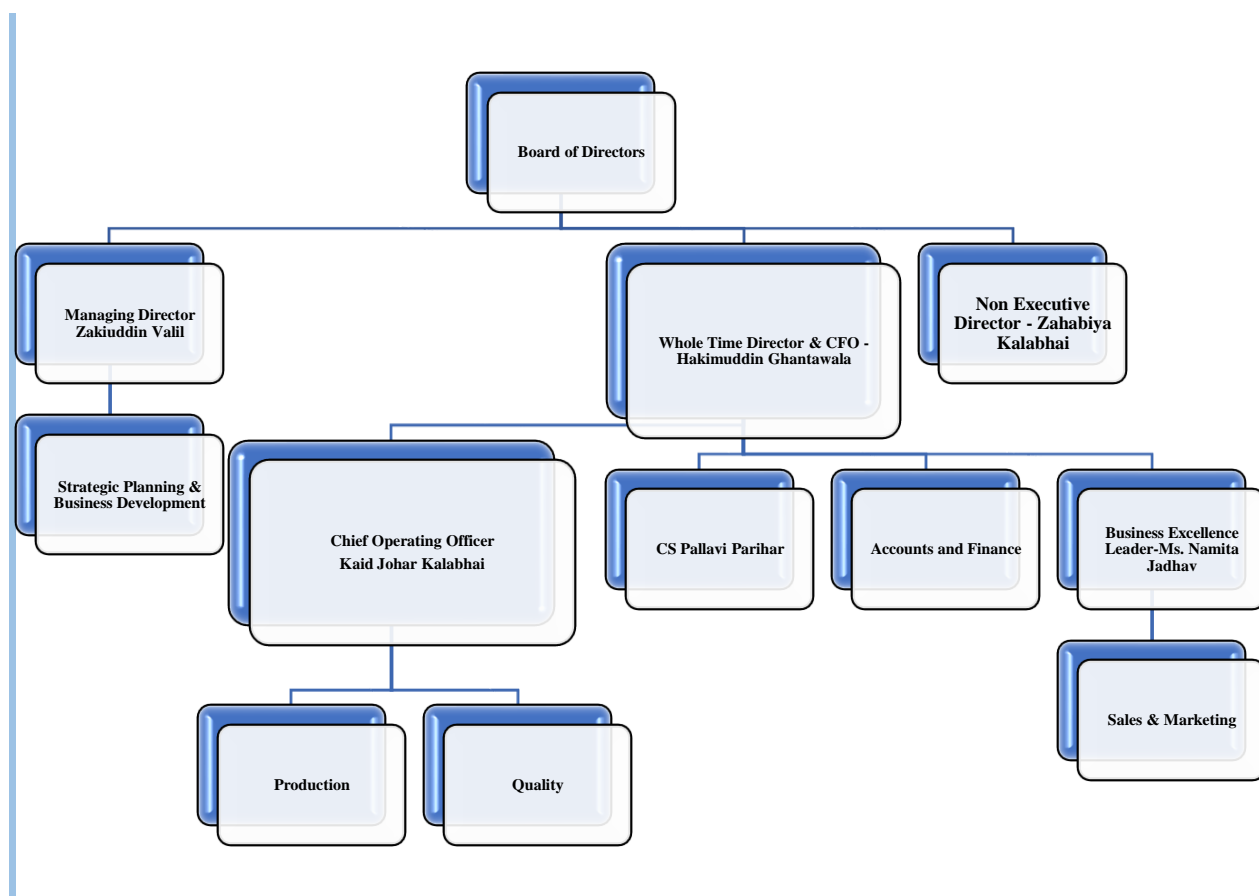 Board of Directors
Managing Director
Zakiuddin Valil
Whole Time Director & CFO -
Hakimuddin Ghantawala
Non Executive
Director - Zahabiya
Kalabhai
Strategic Planning &
Business Development
Chief Operating Officer
Kaid Johar Kalabhai
CS Pallavi Parihar
Accounts and Finance
Business Excellence
Leader-Ms. Namita
Jadhav
Production
Quality
Sales & Marketing